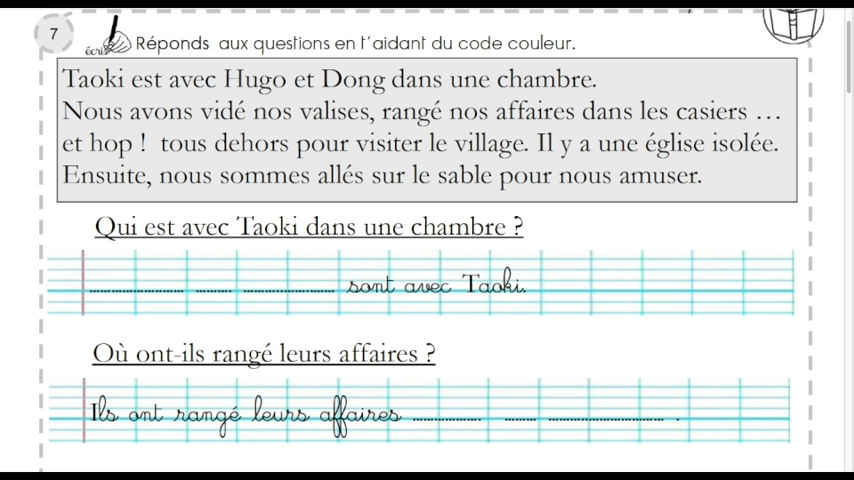 7
écris
Réponds aux questions en t'aidant du code couleur.
Taoki est avec Hugo et Dong dans une chambre.
Nous avons vidé nos valises, rangé nos affaires dans les casiers …
et hop ! tous dehors pour visiter le village. Il y a une église isolée.
Ensuite, nous sommes allés sur le sable pour nous amuser.
Qui est avec Taoki dans une chambre ?
.................... ........ .................... sont avec Taoki.
Où ont-ils rangé leurs affaires ?
Ils ont rangé leurs affaires ............... ....... ......................... .